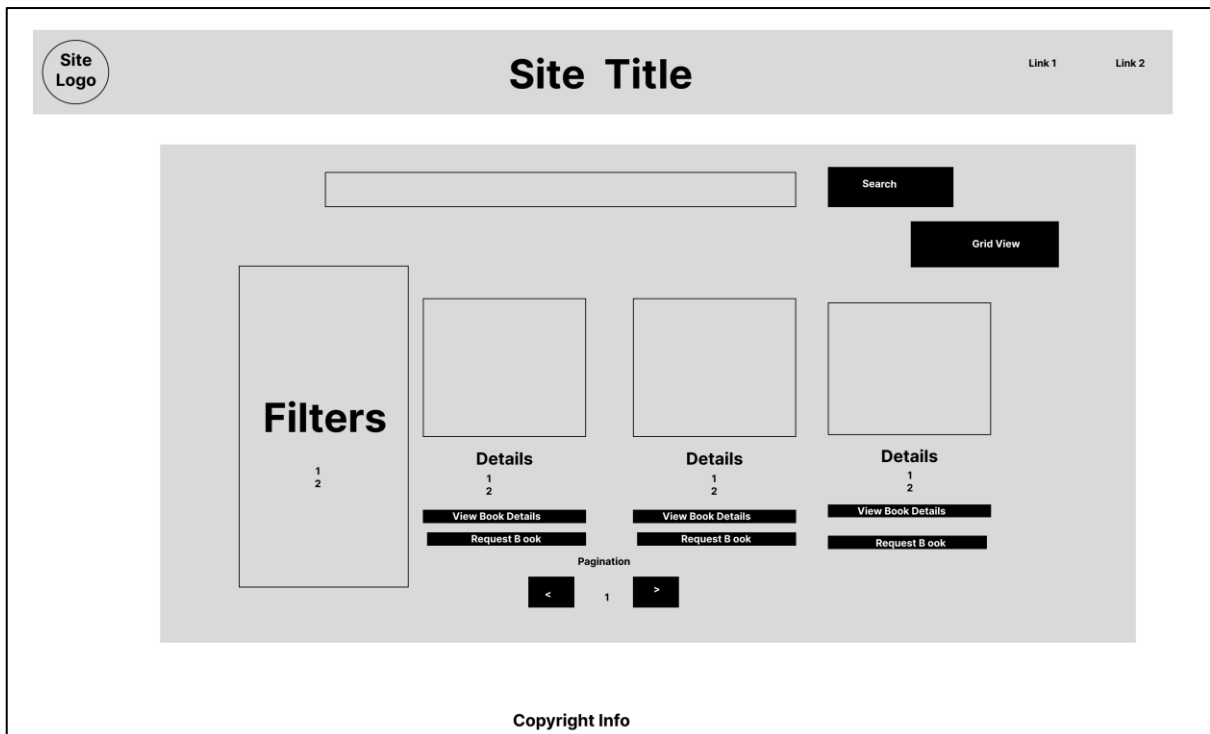 Site
Logo
Site Title
Link 1
Link 2
Search
Grid View
Filters
1
2
Details
1
2
View Book Details
Request B ook
Details
1
2
View Book Details
Request B ook
Details
1
2
View Book Details
Request B ook
Pagination
<
1
>
Copyright Info